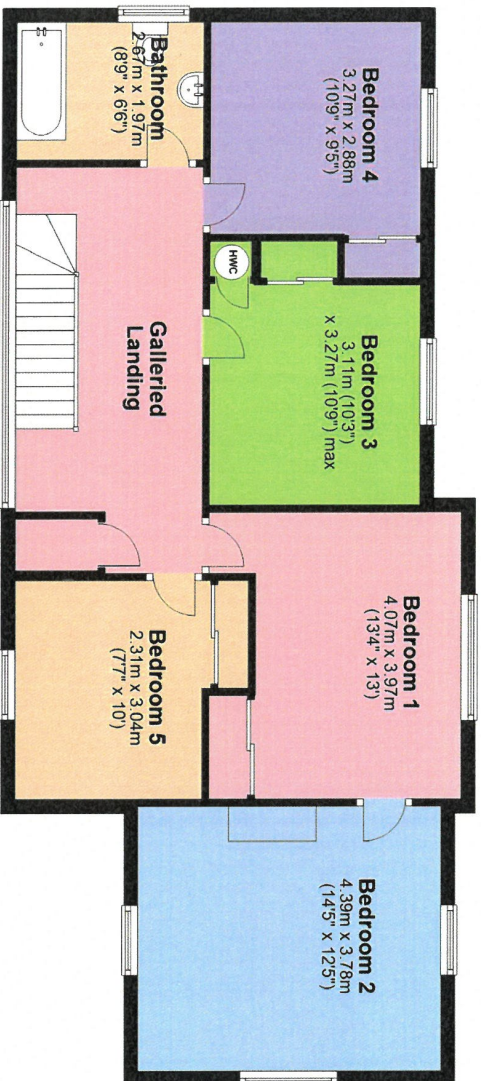 Bedroom 4
3.27m x 2.88m
(10'9" x 9'5")
Bedroom 3
3.11m (10'3")
x 3.27m (10'9") max
Bedroom 1
4.07m x 3.97m
(13'4" x 13')
Bedroom 2
4.39m x 3.78m
(14'5" x 12'5")
HWC
Bathroom
2.67m x 1.97m
(8'9" x 6'6")
Galleried
Landing
Bedroom 5
2.31m x 3.04m
(7'7" x 10')